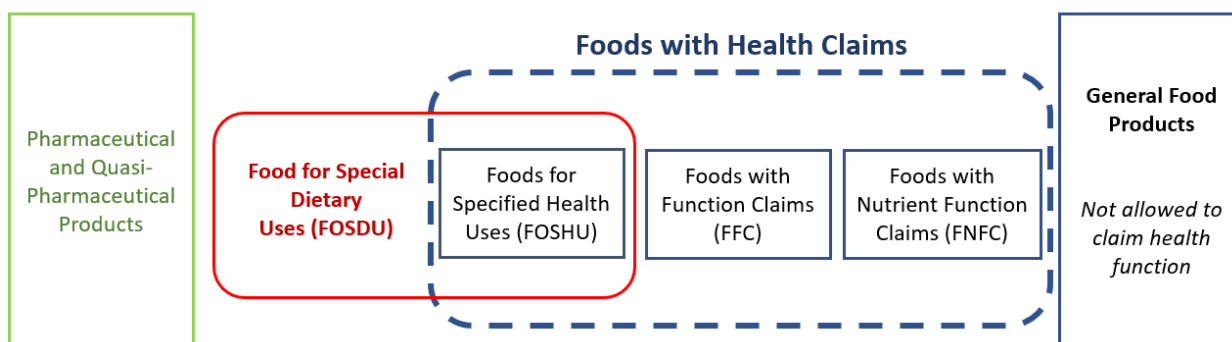 Foods with Health Claims
Pharmaceutical
and Quasi-
Pharmaceutical
Products
Food for Special
Dietary
Uses (FOSDU)
Foods for
Specified Health
Uses (FOSHU)
Foods with
Function Claims
(FFC)
Foods with
Nutrient Function
Claims (FNFC)
General Food
Products
Not allowed to
claim health
function